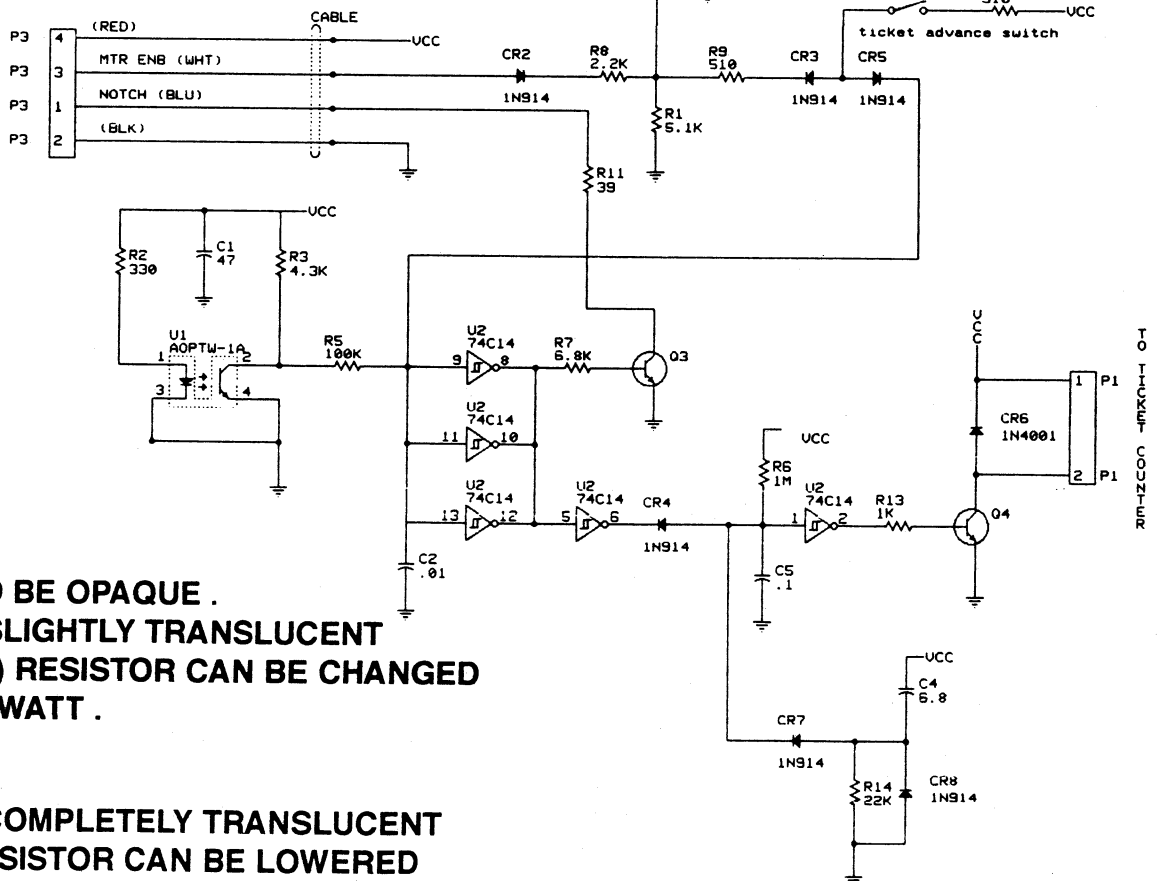 CABLE
P3 4 (RED) VCC
P3 3 MTR ENB (WHT)
P3 1 NOTCH (BLU)
P3 2 (BLK)
CR2
1N914
R8
2.2K
R9
510
CR3
1N914
CR5
1N914
VCC
ticket advance switch
R1
5.1K
R11
39
VCC
R2
330
C1
47
R3
4.3K
U1
AOPTW-1A
1 2
3 4
R5
100K
U2
74C14
9 8
R7
6.8K
Q3
U2
74C14
11 10
U2
74C14
13 12
U2
74C14
5 6
CR4
1N914
C2
.01
VCC
R6
1M
U2
74C14
1 2
R13
1K
Q4
C5
.1
VCC
CR6
1N4001
1 P1
2 P1
TO TICKET COUNTER
VCC
C4
6.8
CR7
1N914
R14
22K
CR8
1N914
BE OPAQUE .
SLIGHTLY TRANSLUCENT
) RESISTOR CAN BE CHANGED
WATT .
COMPLETELY TRANSLUCENT
SISTOR CAN BE LOWERED